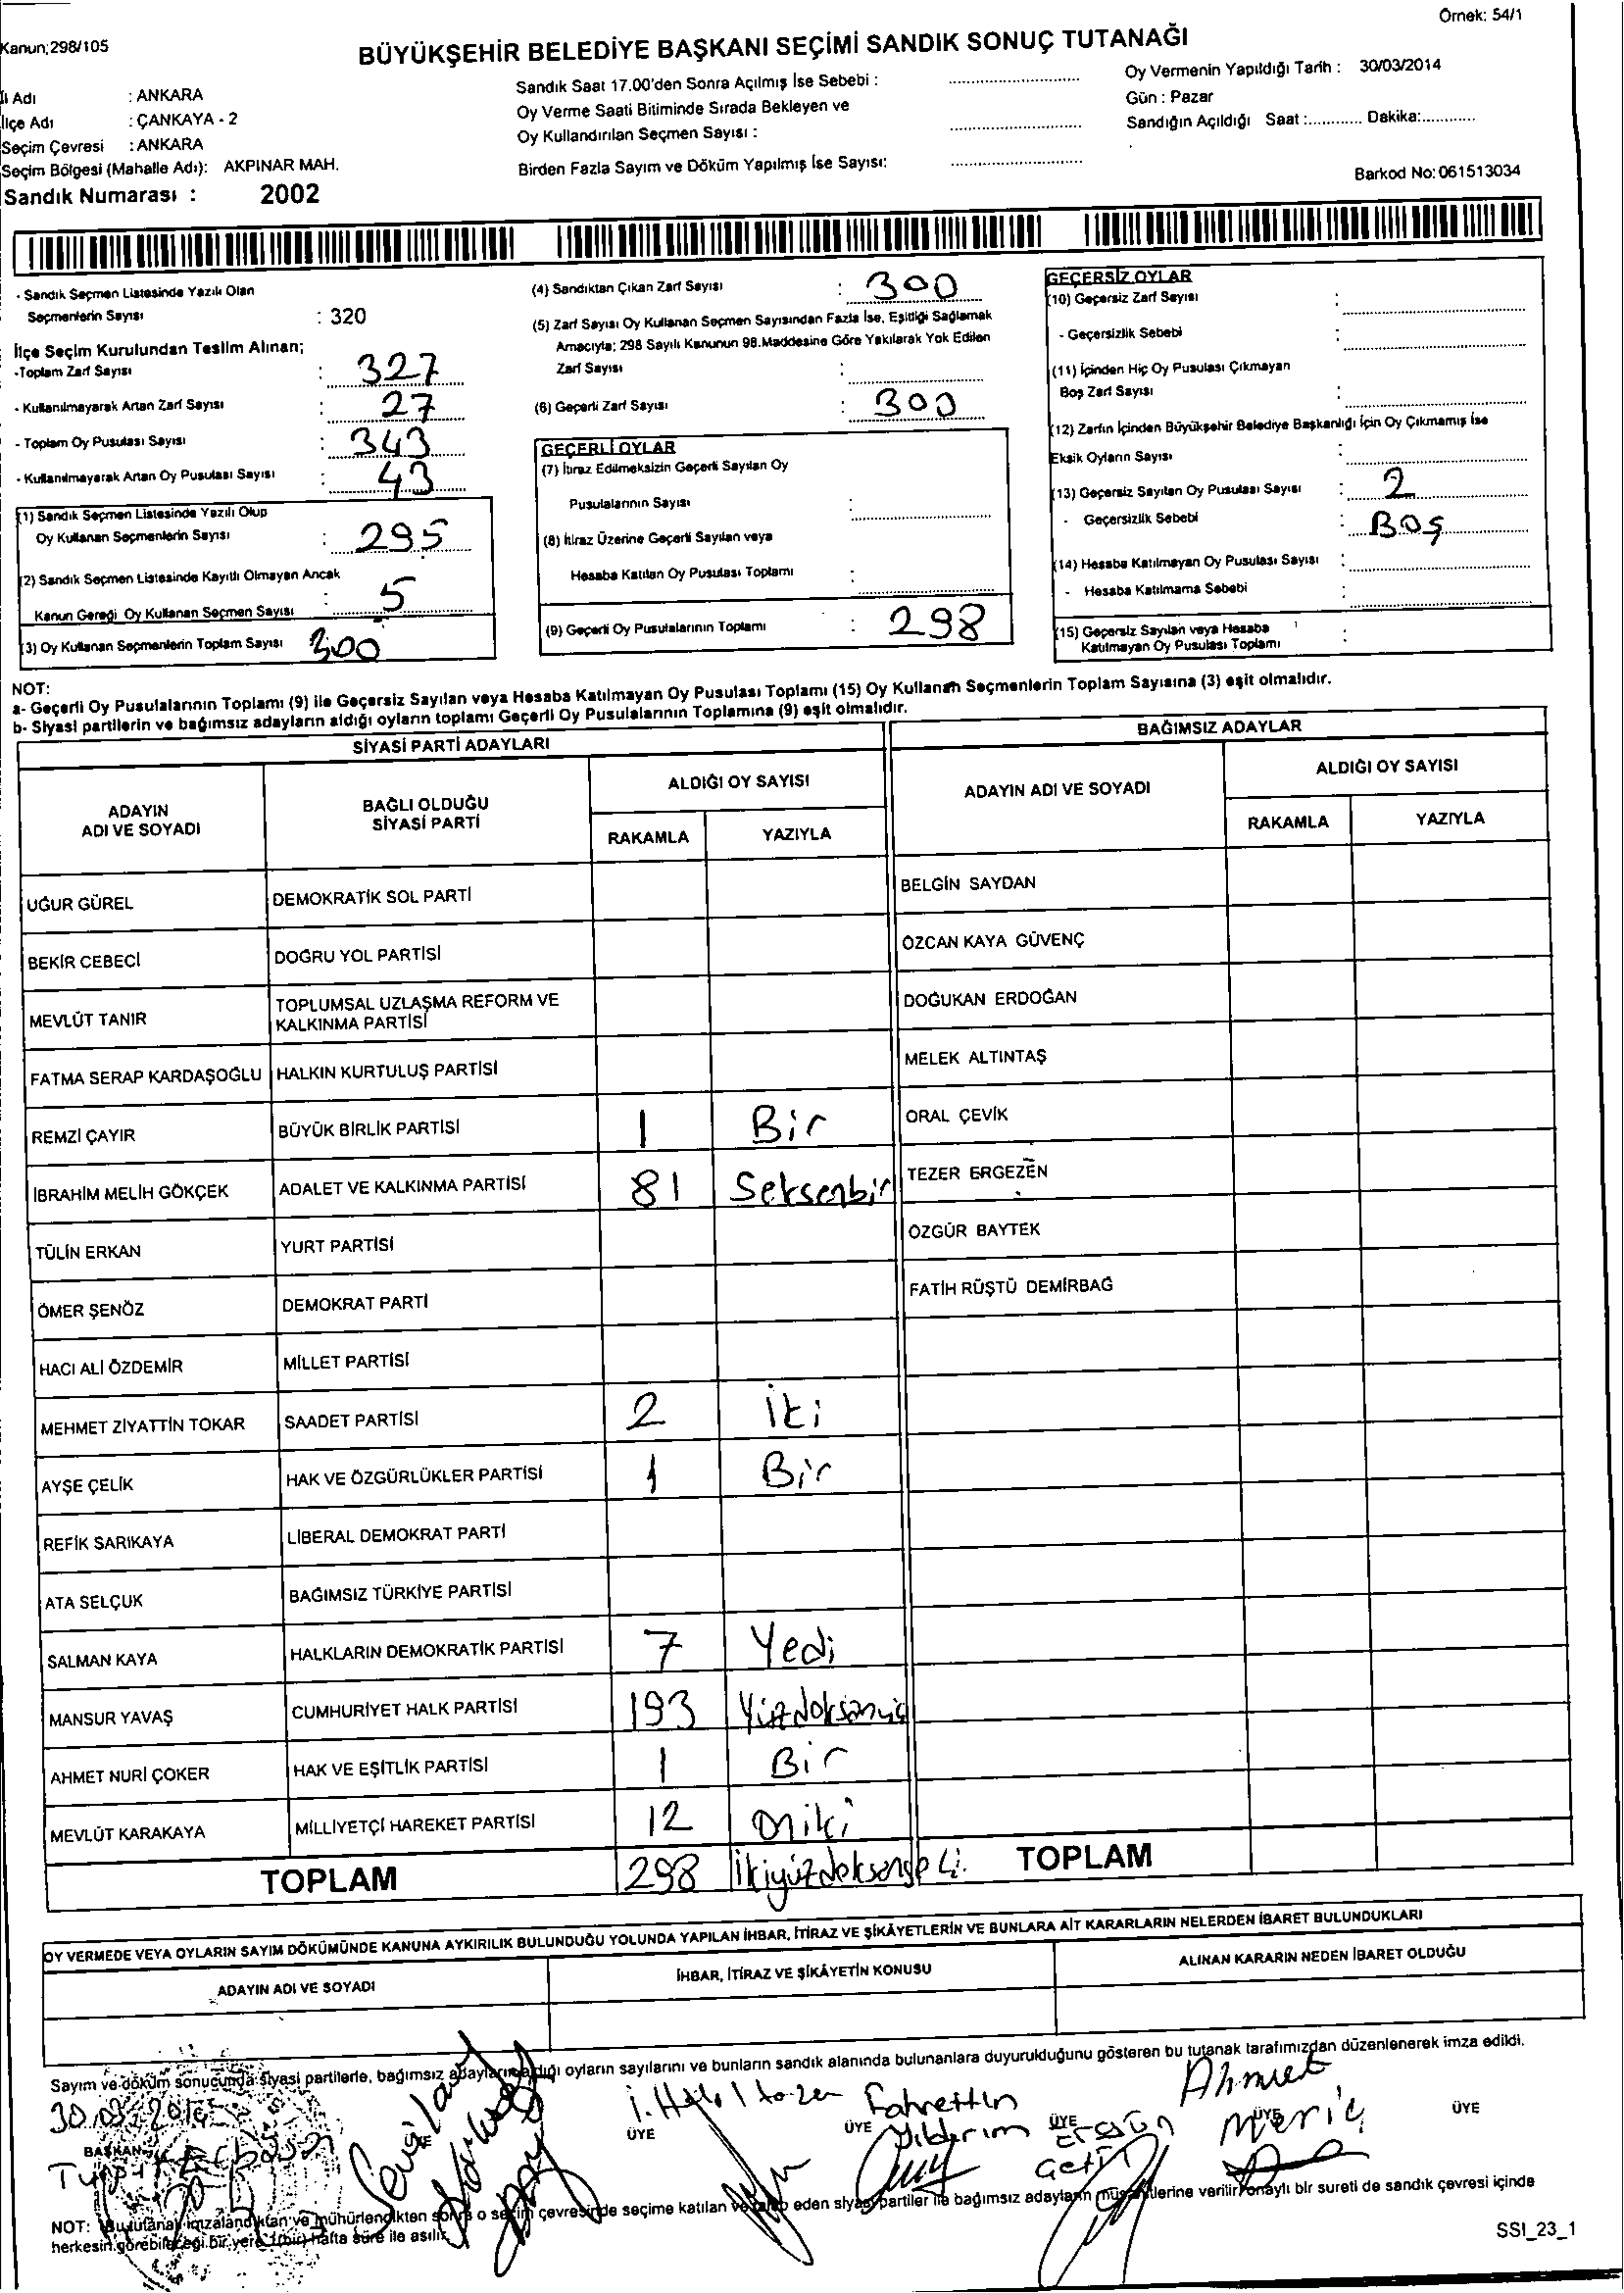 Örnek: 54/1
Kanun;298/105
BÜYÜKŞEHİR BELEDİYE BAŞKANI SEÇİMİ SANDIK SONUÇ TUTANAĞI
İl Adı : ANKARA
İlçe Adı : ÇANKAYA - 2
Seçim Çevresi : ANKARA
Seçim Bölgesi (Mahalle Adı): AKPINAR MAH.
Sandık Numarası : 2002
Sandık Saat 17.00'den Sonra Açılmış İse Sebebi :
Oy Verme Saati Bitiminde Sırada Bekleyen ve
Oy Kullandırılan Seçmen Sayısı :
Birden Fazla Sayım ve Döküm Yapılmış İse Sayısı:
Oy Vermenin Yapıldığı Tarih : 30/03/2014
Gün : Pazar
Sandığın Açıldığı Saat :............ Dakika:............
Barkod No: 061513034
- Sandık Seçmen Listesinde Yazılı Olan
Seçmenlerin Sayısı : 320
İlçe Seçim Kurulundan Teslim Alınan;
-Toplam Zarf Sayısı : 327
- Kullanılmayarak Artan Zarf Sayısı : 27
- Toplam Oy Pusulası Sayısı : 343
- Kullanılmayarak Artan Oy Pusulası Sayısı : 43
(1) Sandık Seçmen Listesinde Yazılı Olup
Oy Kullanan Seçmenlerin Sayısı : 295
(2) Sandık Seçmen Listesinde Kayıtlı Olmayan Ancak
Kanun Gereği Oy Kullanan Seçmen Sayısı : 5
(3) Oy Kullanan Seçmenlerin Toplam Sayısı 300
(4) Sandıktan Çıkan Zarf Sayısı : 300
(5) Zarf Sayısı Oy Kullanan Seçmen Sayısından Fazla İse, Eşitliği Sağlamak
Amacıyla; 298 Sayılı Kanunun 98.Maddesine Göre Yakılarak Yok Edilen
Zarf Sayısı :
(6) Geçerli Zarf Sayısı : 300
GEÇERLİ OYLAR
(7) İtiraz Edilmeksizin Geçerli Sayılan Oy
Pusulalarının Sayısı :
(8) İtiraz Üzerine Geçerli Sayılan veya
Hesaba Katılan Oy Pusulası Toplamı :
(9) Geçerli Oy Pusulalarının Toplamı : 298
GEÇERSİZ OYLAR
(10) Geçersiz Zarf Sayısı :
- Geçersizlik Sebebi :
(11) İçinden Hiç Oy Pusulası Çıkmayan
Boş Zarf Sayısı :
(12) Zarfın İçinden Büyükşehir Belediye Başkanlığı İçin Oy Çıkmamış İse
Eksik Oyların Sayısı :
(13) Geçersiz Sayılan Oy Pusulası Sayısı : 2
- Geçersizlik Sebebi : Boş
(14) Hesaba Katılmayan Oy Pusulası Sayısı :
- Hesaba Katılmama Sebebi :
(15) Geçersiz Sayılan veya Hesaba
Katılmayan Oy Pusulası Toplamı :
NOT:
a- Geçerli Oy Pusulalarının Toplamı (9) ile Geçersiz Sayılan veya Hesaba Katılmayan Oy Pusulası Toplamı (15) Oy Kullanan Seçmenlerin Toplam Sayısına (3) eşit olmalıdır.
b- Siyasi partilerin ve bağımsız adayların aldığı oyların toplamı Geçerli Oy Pusulalarının Toplamına (9) eşit olmalıdır.
SİYASİ PARTİ ADAYLARI
ADAYIN ADI VE SOYADI
BAĞLI OLDUĞU SİYASİ PARTİ
ALDIĞI OY SAYISI
RAKAMLA YAZIYLA
UĞUR GÜREL DEMOKRATİK SOL PARTİ
BEKİR CEBECİ DOĞRU YOL PARTİSİ
MEVLÜT TANIR TOPLUMSAL UZLAŞMA REFORM VE
KALKINMA PARTİSİ
FATMA SERAP KARDAŞOĞLU HALKIN KURTULUŞ PARTİSİ
REMZİ ÇAYIR BÜYÜK BİRLİK PARTİSİ 1 Bir
İBRAHİM MELİH GÖKÇEK ADALET VE KALKINMA PARTİSİ 81 Seksenbir
TÜLİN ERKAN YURT PARTİSİ
ÖMER ŞENÖZ DEMOKRAT PARTİ
HACI ALİ ÖZDEMİR MİLLET PARTİSİ
MEHMET ZİYATTİN TOKAR SAADET PARTİSİ 2 İki
AYŞE ÇELİK HAK VE ÖZGÜRLÜKLER PARTİSİ 1 Bir
REFİK SARIKAYA LİBERAL DEMOKRAT PARTİ
ATA SELÇUK BAĞIMSIZ TÜRKİYE PARTİSİ
SALMAN KAYA HALKLARIN DEMOKRATİK PARTİSİ 7 Yedi
MANSUR YAVAŞ CUMHURİYET HALK PARTİSİ 193 Yüzdoksanüç
AHMET NURİ ÇOKER HAK VE EŞİTLİK PARTİSİ 1 Bir
MEVLÜT KARAKAYA MİLLİYETÇİ HAREKET PARTİSİ 12 Oniki
TOPLAM 298 İkiyüzdoksansekiz
BAĞIMSIZ ADAYLAR
ADAYIN ADI VE SOYADI
ALDIĞI OY SAYISI
RAKAMLA YAZIYLA
BELGİN SAYDAN
ÖZCAN KAYA GÜVENÇ
DOĞUKAN ERDOĞAN
MELEK ALTINTAŞ
ORAL ÇEVİK
TEZER ERGEZEN
ÖZGÜR BAYTEK
FATİH RÜŞTÜ DEMİRBAĞ
TOPLAM
OY VERMEDE VEYA OYLARIN SAYIM DÖKÜMÜNDE KANUNA AYKIRILIK BULUNDUĞU YOLUNDA YAPILAN İHBAR, İTİRAZ VE ŞİKÂYETLERİN VE BUNLARA AİT KARARLARIN NELERDEN İBARET BULUNDUKLARI
ADAYIN ADI VE SOYADI
İHBAR, İTİRAZ VE ŞİKÂYETİN KONUSU
ALINAN KARARIN NEDEN İBARET OLDUĞU
Sayım ve döküm sonucunda siyasi partilerle, bağımsız adayların aldığı oyların sayılarını ve bunların sandık alanında bulunanlara duyurulduğunu gösteren bu tutanak tarafımızdan düzenlenerek imza edildi.
30.03.2014
BAŞKAN
ÜYE
ÜYE
Fahrettin
ÜYE Yıldırım
ÜYE
Ahmet
Meriç
ÜYE
ÜYE
NOT: Bu tutanak imzalandıktan ve mühürlendikten sonra o seçim çevresinde seçime katılan ve talep eden siyasi partiler ile bağımsız adayların müşahitlerine verilir, onaylı bir sureti de sandık çevresi içinde
herkesin görebileceği bir yere 1(bir) hafta süre ile asılır.
SSI_23_1